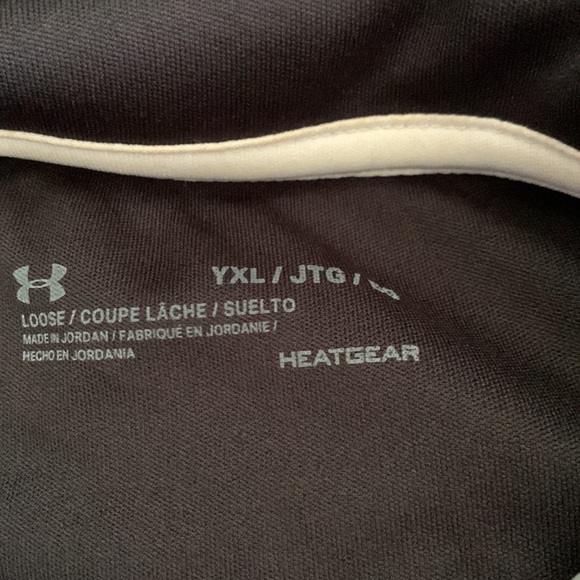 YXL / JTG /
LOOSE / COUPE LÂCHE / SUELTO
MADE IN JORDAN / FABRIQUÉ EN JORDANIE /
HECHO EN JORDANIA
HEATGEAR